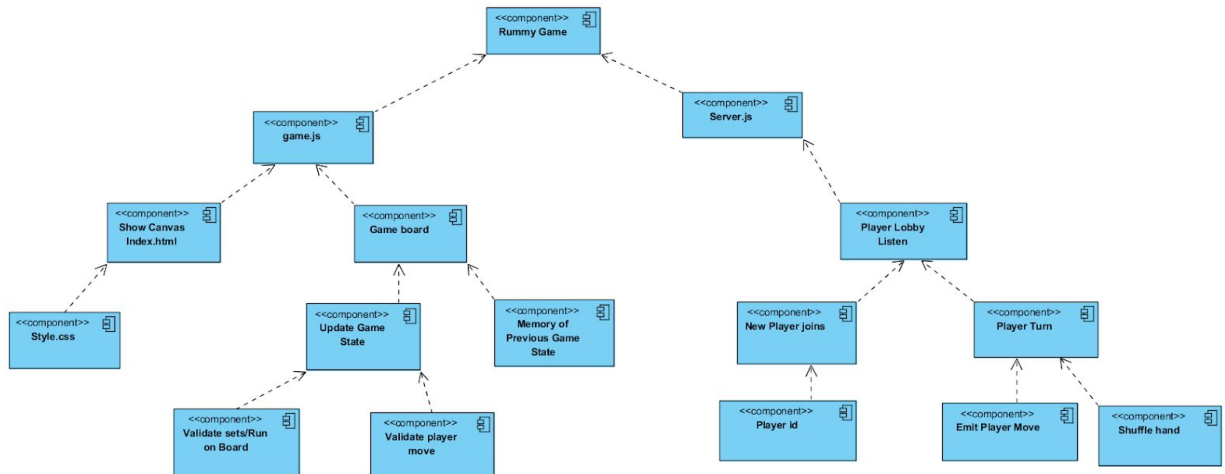 <<component>>
Rummy Game
<<component>>
Server.js
<<component>>
game.js
<<component>>
Show Canvas
Index.html
<<component>>
Game board
<<component>>
Player Lobby
Listen
<<component>>
Style.css
<<component>>
Update Game
State
<<component>>
Memory of
Previous Game
State
<<component>>
New Player joins
<<component>>
Player Turn
<<component>>
Validate sets/Run
on Board
<<component>>
Validate player
move
<<component>>
Player id
<<component>>
Emit Player Move
<<component>>
Shuffle hand